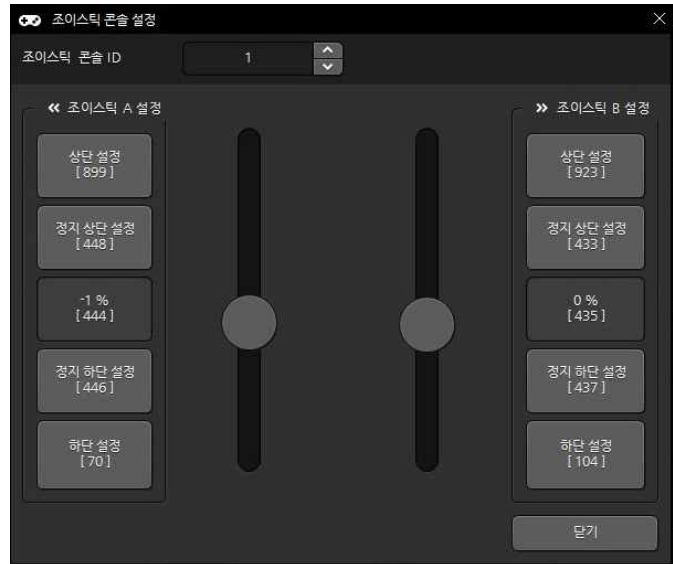 조이스틱 콘솔 설정
조이스틱 콘솔 ID
1
« 조이스틱 A 설정
상단 설정
[ 899 ]
정지 상단 설정
[ 448 ]
-1 %
[ 444 ]
정지 하단 설정
[ 446 ]
하단 설정
[ 70 ]
» 조이스틱 B 설정
상단 설정
[ 923 ]
정지 상단 설정
[ 433 ]
0 %
[ 435 ]
정지 하단 설정
[ 437 ]
하단 설정
[ 104 ]
닫기